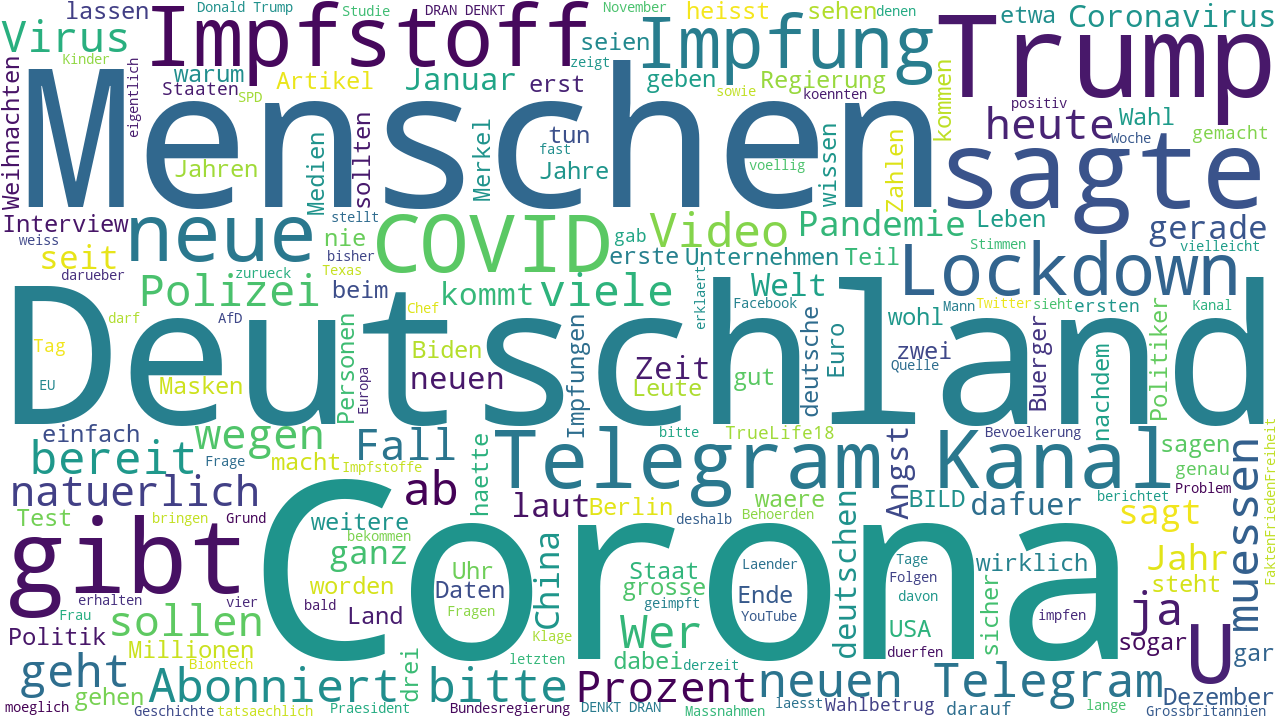 lassen
Donald Trump
Studie
DRAN DENKT
November
heisst
sehen
denen
etwa
Coronavirus
Virus
Impfstoff
seien
Impfung
Trump
Kinder
eigentlich
warum
Staaten
SPD
Artikel
Januar
erst
zeigt
geben
Regierung
sowie
koennten
kommen
positiv
heute
Wahl
Woche
gemacht
Weihnachten
Menschen
Jahren
Medien
sollten
Merkel
tun
fast
Jahre
voellig
wissen
Zahlen
sagte
Interview
weiss
neue
stellt
nie
bisher
COVID
gab
erste
Video
Unternehmen
Pandemie
Teil
Leben
Stimmen
gerade
vielleicht
seit
darueber
zurueck
Texas
Polizei
beim
kommt
viele
erklaert
Welt
Facebook
Lockdown
Mann
Twitter
sieht
ersten
Kanal
darf
AfD
Chef
Tag
EU
Deutschland
Masken
Personen
Europa
Biden
neuen
Impfungen
Zeit
Leute
gut
deutsche
Euro
wohl
zwei
Quelle
Buerger
nachdem
Politiker
einfach
wegen
bereit
Frage
macht
Impfstoffe
Fall
haette
Telegram
bitte
TrueLife18
Angst
Kanal
Bevoelkerung
sagen
genau
Problem
muessen
FaktenFriedenFreiheit
natuerlich
ab
laut
Berlin
deshalb
waere
Behoerden
deutschen
BILD
dafuer
berichtet
sagt
Test
bringen
Grund
weitere
bekommen
ganz
gibt
Corona
worden
Uhr
Daten
Fragen
China
Staat
grosse
geimpft
Laender
Ende
YouTube
Tage
Folgen
davon
wirklich
Jahr
steht
erhalten
vier
bald
Land
Frau
sollen
Klage
Wer
USA
duerfen
sicher
impfen
ja
sogar
Politik
Millionen
Biontech
drei
letzten
dabei
derzeit
U
gar
geht
gehen
Abonniert
bitte
Prozent
neuen
Telegram
Dezember
moeglich
Geschichte
tatsaechlich
Praesident
Bundesregierung
DENKT DRAN
Massnahmen
laesst
Wahlbetrug
darauf
lange
Grossbritannien